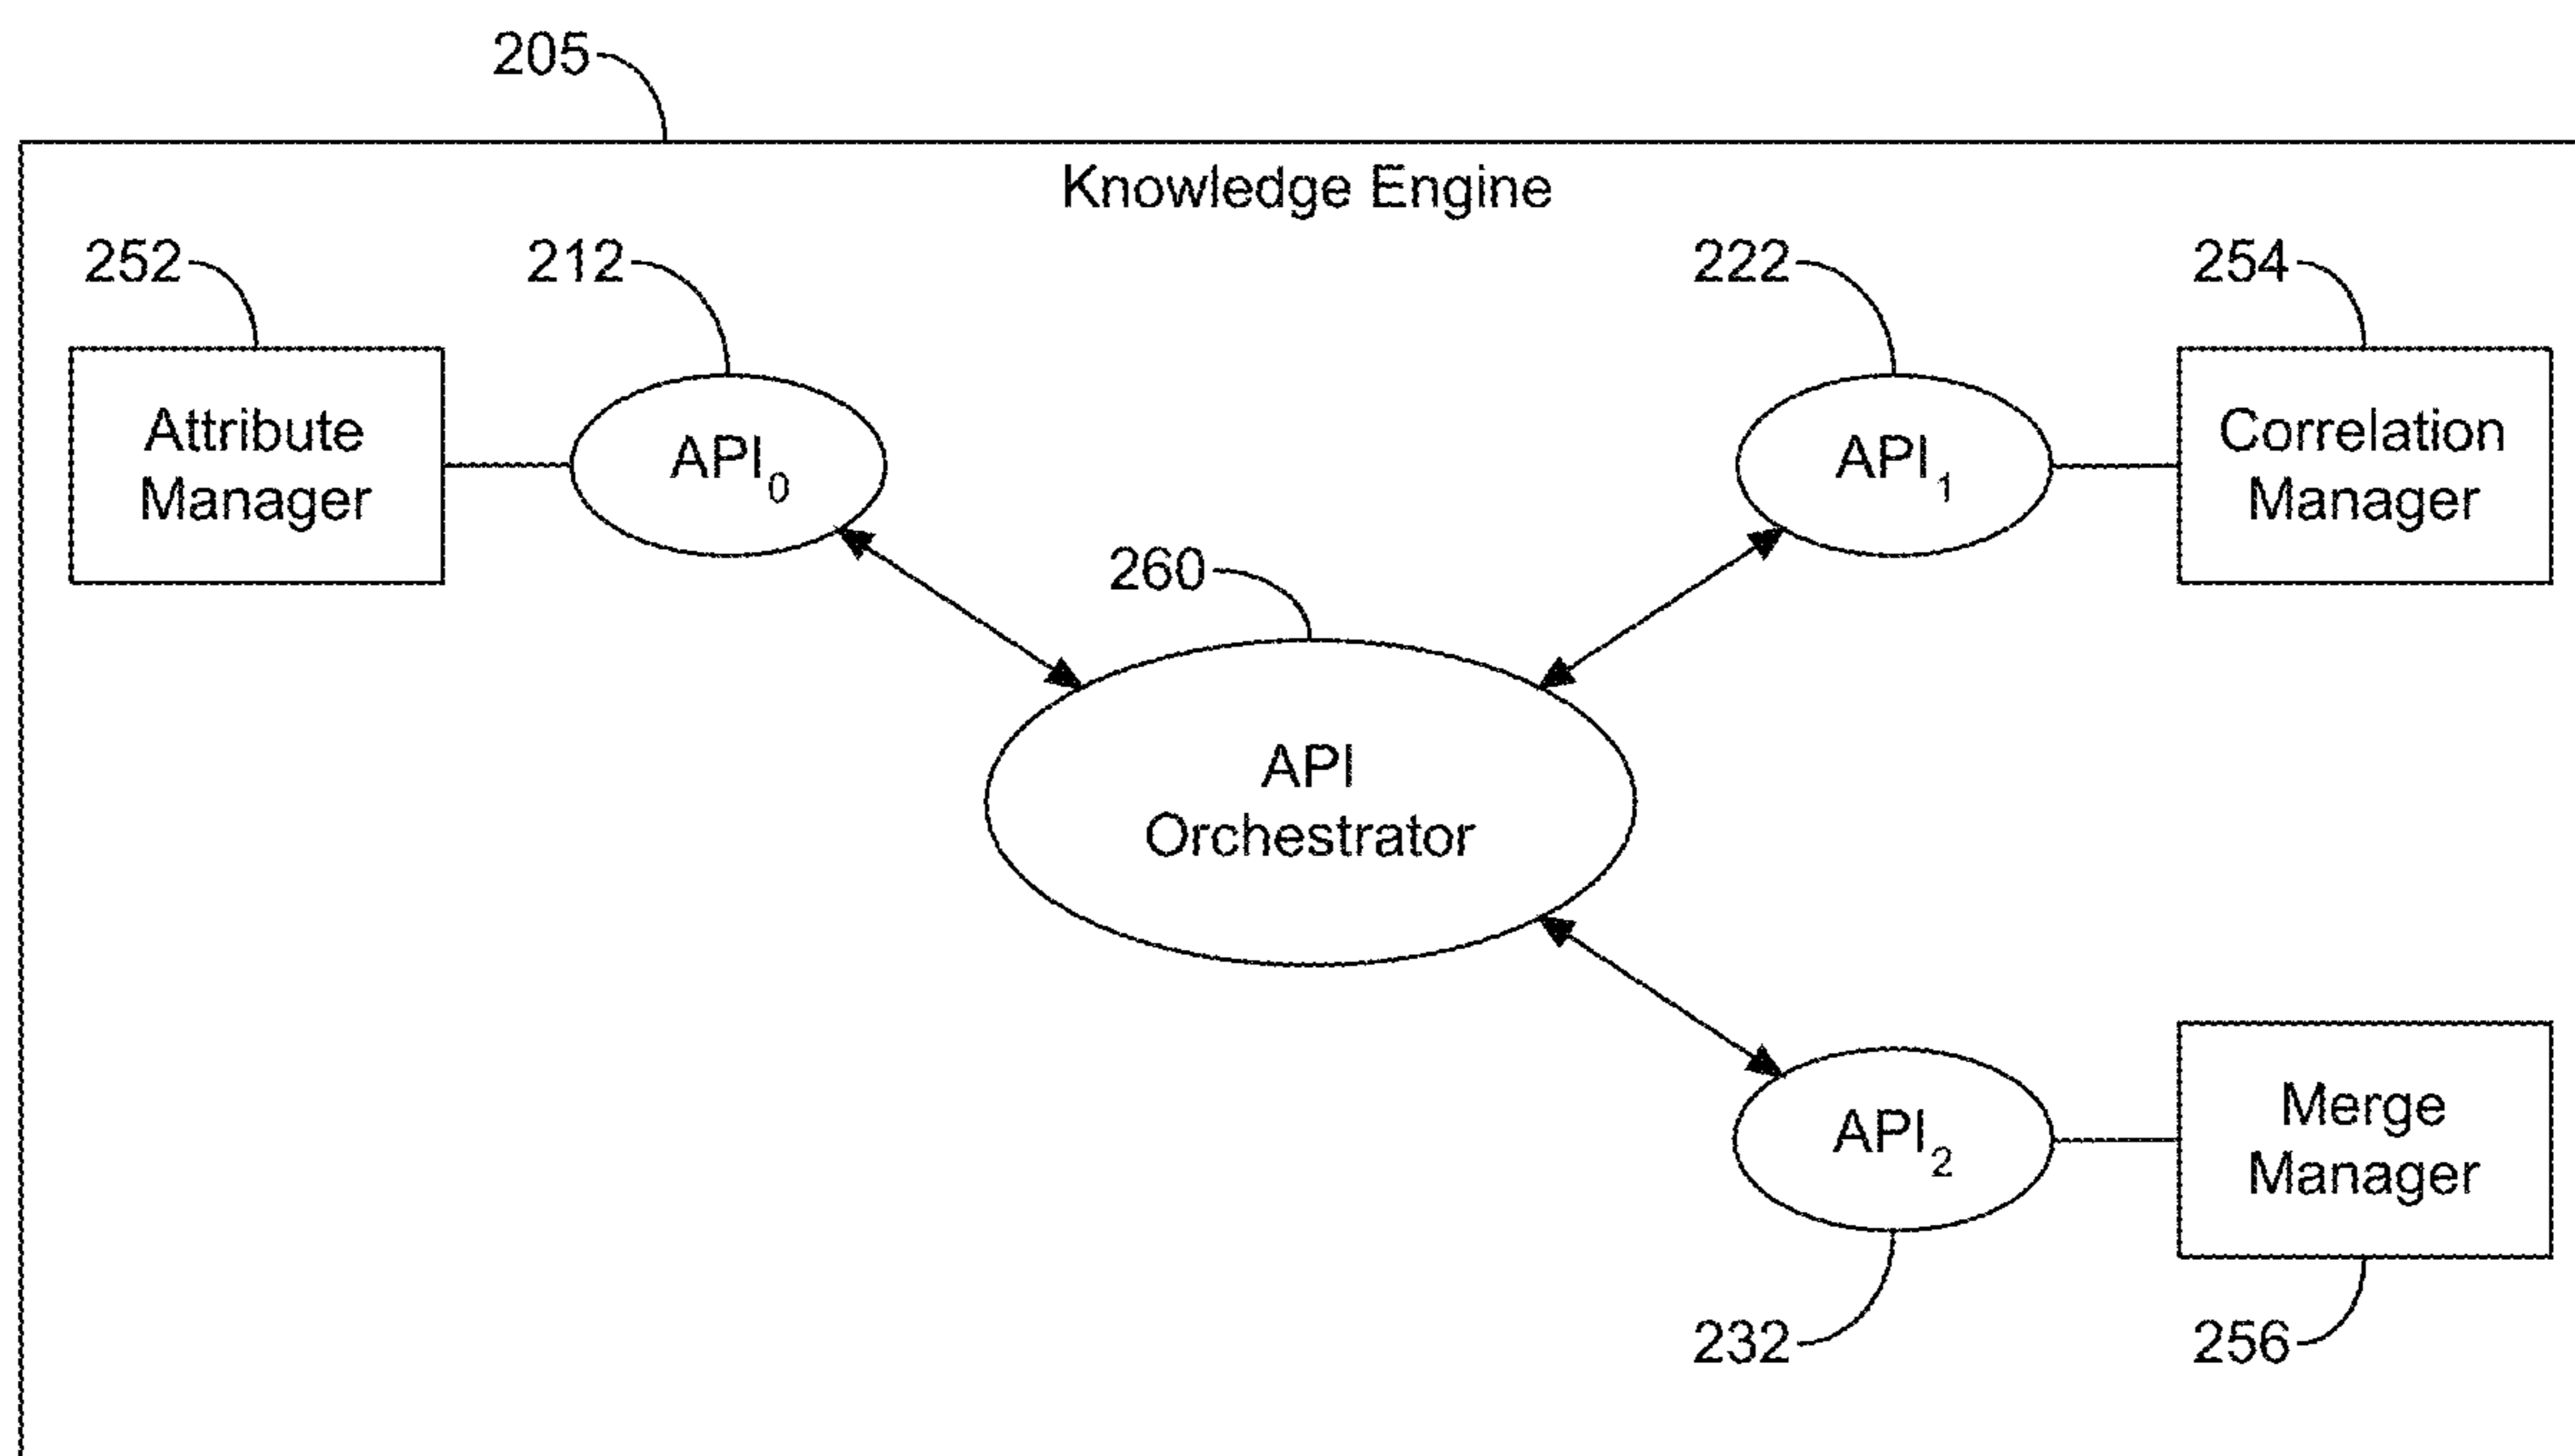 205
Knowledge Engine
252
212
222
254
Attribute
Manager
API₀
API₁
Correlation
Manager
260
API
Orchestrator
API₂
Merge
Manager
232
256